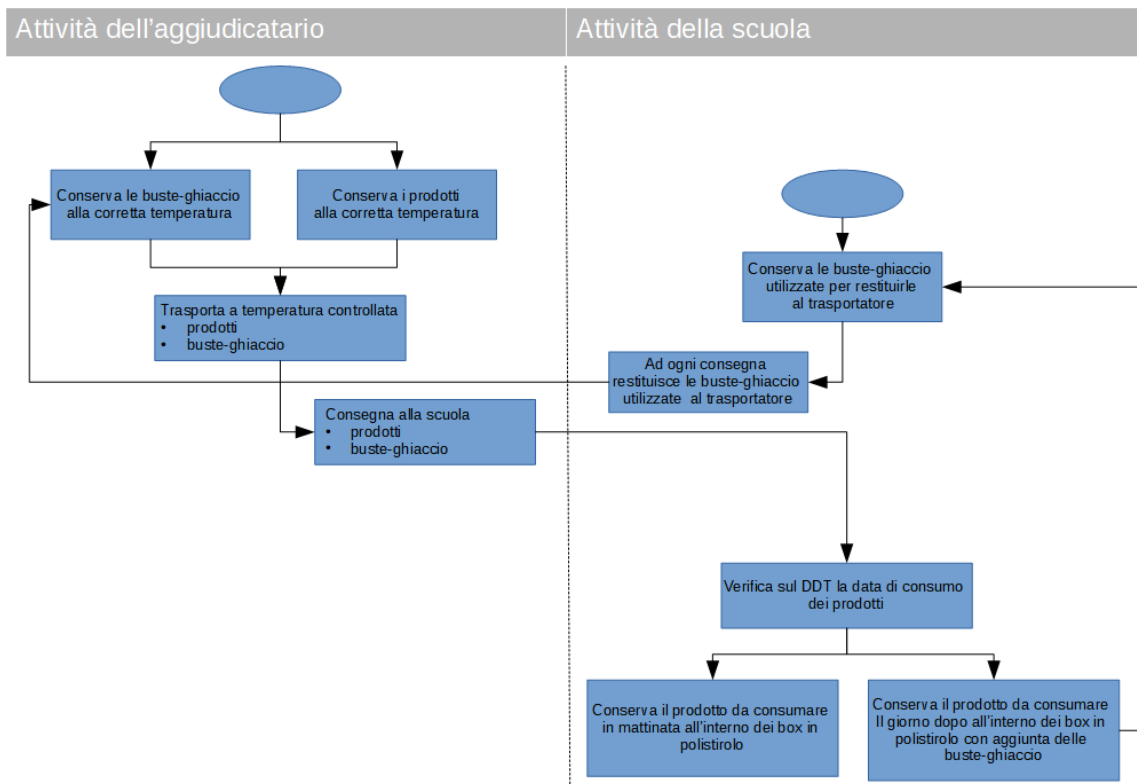 Attività dell'aggiudicatario
Attività della scuola
Conserva le buste-ghiaccio
alla corretta temperatura
Conserva i prodotti
alla corretta temperatura
Trasporta a temperatura controllata
• prodotti
• buste-ghiaccio
Conserva le buste-ghiaccio
utilizzate per restituirle
al trasportatore
Ad ogni consegna
restituisce le buste-ghiaccio
utilizzate al trasportatore
Consegna alla scuola
• prodotti
• buste-ghiaccio
Verifica sul DDT la data di consumo
dei prodotti
Conserva il prodotto da consumare
in mattinata all'interno dei box in
polistirolo
Conserva il prodotto da consumare
Il giorno dopo all'interno dei box in
polistirolo con aggiunta delle
buste-ghiaccio